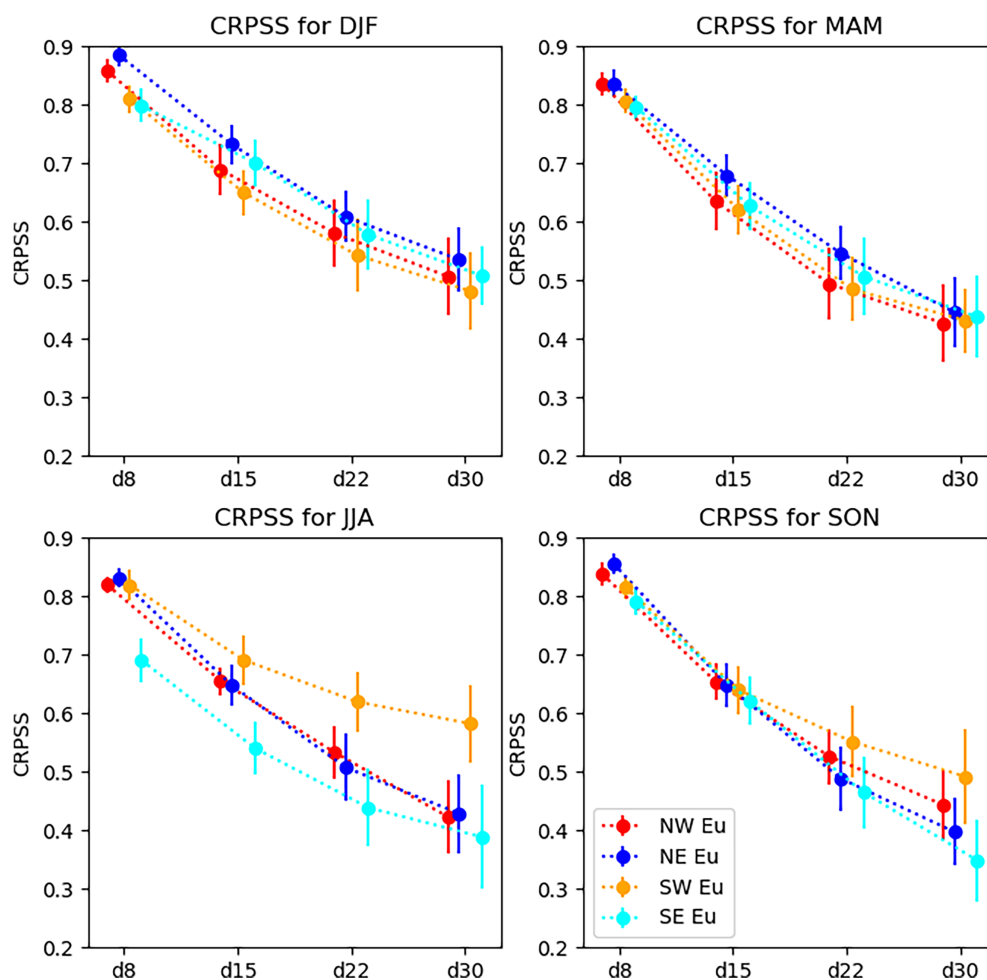 CRPSS for DJF
CRPSS
0.9
0.8
0.7
0.6
0.5
0.4
0.3
0.2
d8 d15 d22 d30
CRPSS for MAM
CRPSS
0.9
0.8
0.7
0.6
0.5
0.4
0.3
0.2
d8 d15 d22 d30
CRPSS for JJA
CRPSS
0.9
0.8
0.7
0.6
0.5
0.4
0.3
0.2
d8 d15 d22 d30
CRPSS for SON
CRPSS
0.9
0.8
0.7
0.6
0.5
0.4
0.3
0.2
NW Eu
NE Eu
SW Eu
SE Eu
d8 d15 d22 d30